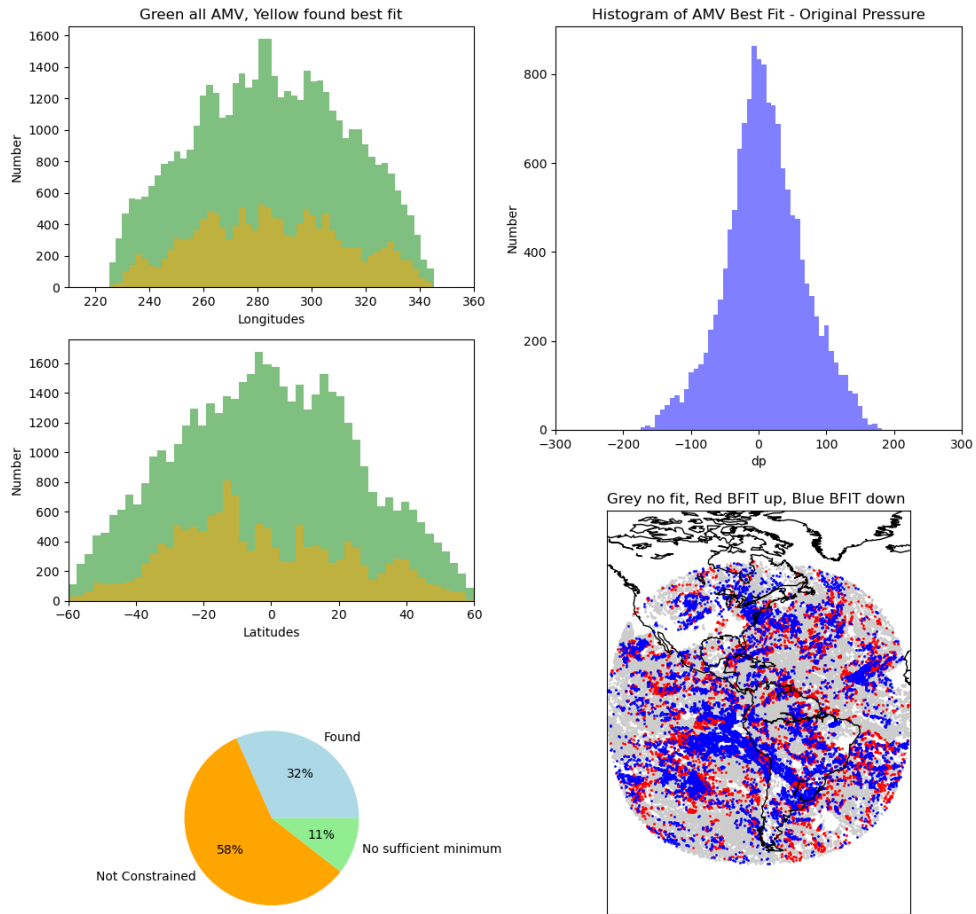 Green all AMV, Yellow found best fit
1600
1400
1200
1000
800
600
400
200
0
Number
220 240 260 280 300 320 340 360
Longitudes
1600
1400
1200
1000
800
600
400
200
0
Number
−60 −40 −20 0 20 40 60
Latitudes
Histogram of AMV Best Fit - Original Pressure
800
600
400
200
0
Number
−300 −200 −100 0 100 200 300
dp
Grey no fit, Red BFIT up, Blue BFIT down
Found
32%
11%
No sufficient minimum
58%
Not Constrained